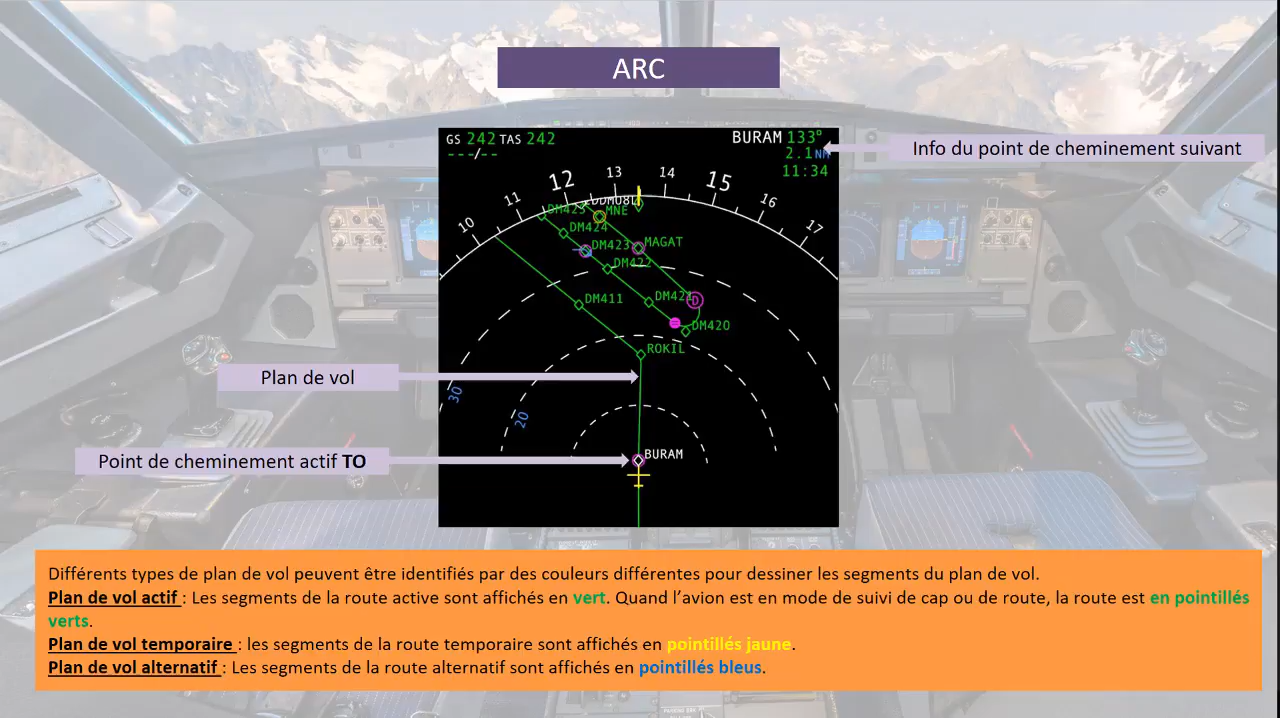 ARC
GS 242 TAS 242
---/--
BURAM 133°
2.1 NM
11:34
Info du point de cheminement suivant
10 11 12 13 14 15 16 17
MNE
DM424
DM423
MAGAT
DM422
DM411
D
DM420
ROKIL
Plan de vol
30
20
BURAM
Point de cheminement actif TO
Différents types de plan de vol peuvent être identifiés par des couleurs différentes pour dessiner les segments du plan de vol.
Plan de vol actif : Les segments de la route active sont affichés en vert. Quand l’avion est en mode de suivi de cap ou de route, la route est en pointillés
verts.
Plan de vol temporaire : les segments de la route temporaire sont affichés en pointillés jaune.
Plan de vol alternatif : Les segments de la route alternatif sont affichés en pointillés bleus.